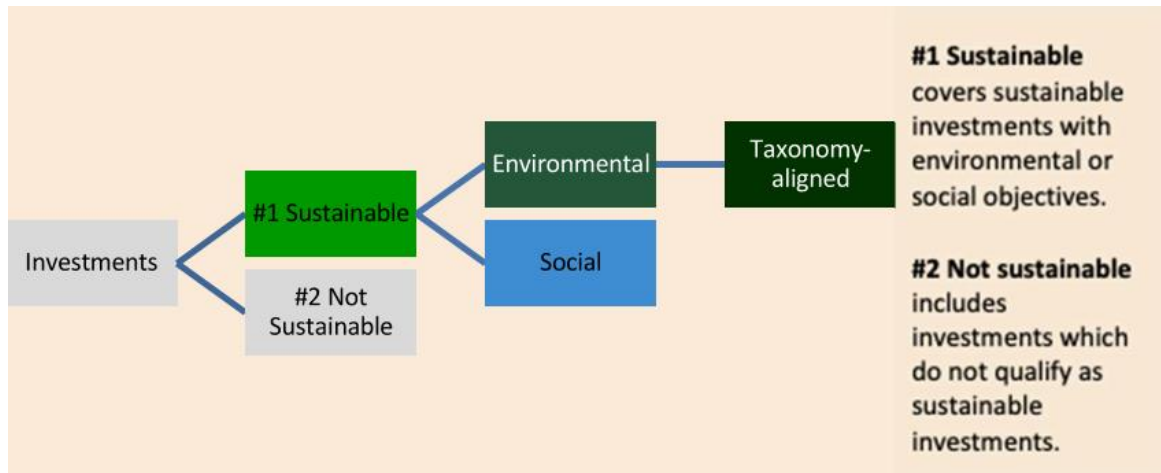 Investments
#1 Sustainable
#2 Not
Sustainable
Environmental
Social
Taxonomy-
aligned
#1 Sustainable
covers sustainable
investments with
environmental or
social objectives.
#2 Not sustainable
includes
investments which
do not qualify as
sustainable
investments.